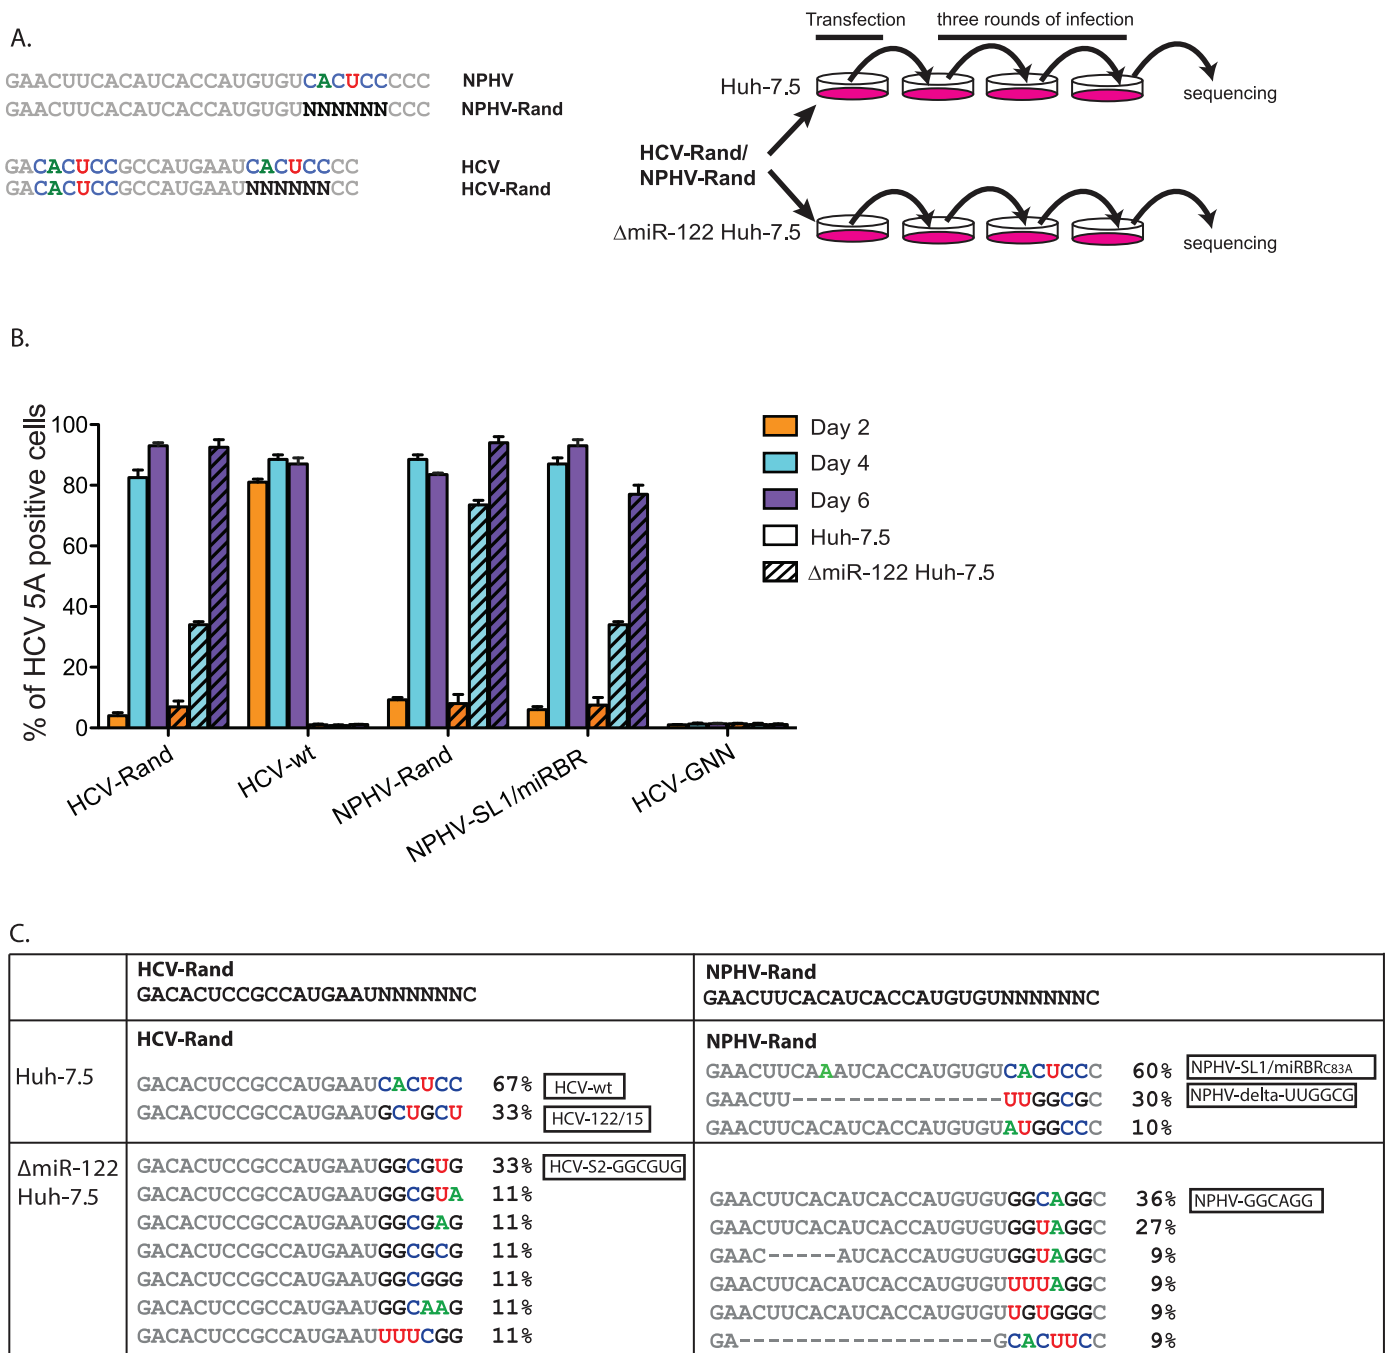 A.
GAACUUCACAUCACCAUGUGUCACUCCCCC NPHV
GAACUUCACAUCACCAUGUGUNNNNNNCCC NPHV-Rand
GACACUCCGCCAUGAAUCACUCCCC HCV
GACACUCCGCCAUGAAUNNNNNNCC HCV-Rand
Transfection three rounds of infection
Huh-7.5
sequencing
HCV-Rand/
NPHV-Rand
ΔmiR-122 Huh-7.5
sequencing
B.
% of HCV 5A positive cells
100
80
60
40
20
0
HCV-Rand
HCV-wt
NPHV-Rand
NPHV-SL1/miRBR
HCV-GNN
Day 2
Day 4
Day 6
Huh-7.5
ΔmiR-122 Huh-7.5
C.
HCV-Rand
GACACUCCGCCAUGAAUNNNNNNC
NPHV-Rand
GAACUUCACAUCACCAUGUGUNNNNNNC
Huh-7.5
HCV-Rand
GACACUCCGCCAUGAAUCACUCC 67% HCV-wt
GACACUCCGCCAUGAAUGCUGCU 33% HCV-122/15
NPHV-Rand
GAACUUCAAAUCACCAUGUGUCACUCCC 60% NPHV-SL1/miRBRC83A
GAACUU---------------UUGGCGC 30% NPHV-delta-UUGGCG
GAACUUCACAUCACCAUGUGUAUGGCCC 10%
ΔmiR-122
Huh-7.5
GACACUCCGCCAUGAAUGGCGUG 33% HCV-S2-GGCGUG
GACACUCCGCCAUGAAUGGCGUA 11%
GACACUCCGCCAUGAAUGGCGAG 11%
GACACUCCGCCAUGAAUGGCGCG 11%
GACACUCCGCCAUGAAUGGCGGG 11%
GACACUCCGCCAUGAAUGGCAAG 11%
GACACUCCGCCAUGAAUUUUCGG 11%
GAACUUCACAUCACCAUGUGUGGCAGGC 36% NPHV-GGCAGG
GAACUUCACAUCACCAUGUGUGGUAGGC 27%
GAAC-----AUCACCAUGUGUGGUAGGC 9%
GAACUUCACAUCACCAUGUGUUUUAGGC 9%
GAACUUCACAUCACCAUGUGUUGUGGGC 9%
GA------------------GCACUUCC 9%